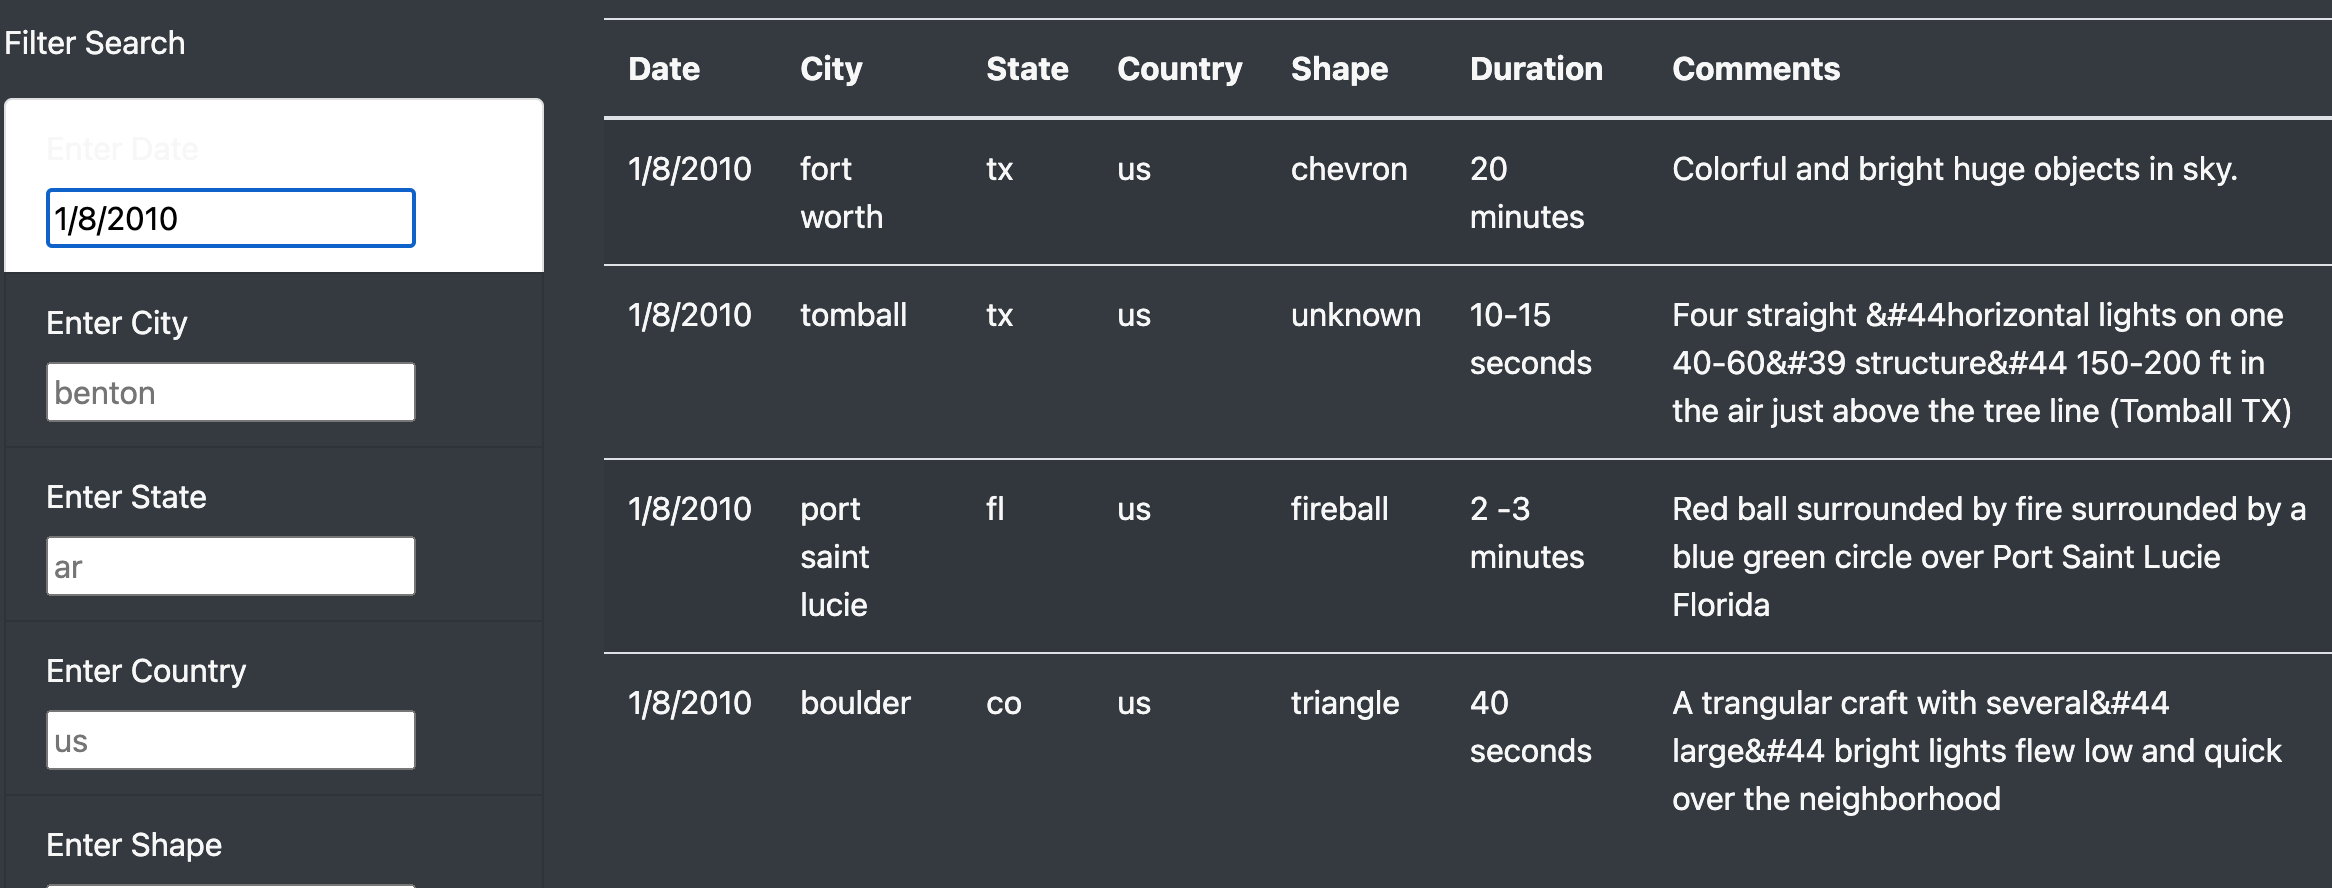 Filter Search
Enter Date
1/8/2010
Enter City
benton
Enter State
ar
Enter Country
us
Enter Shape
Date City State Country Shape Duration Comments
1/8/2010 fort tx us chevron 20 Colorful and bright huge objects in sky.
worth minutes
1/8/2010 tomball tx us unknown 10-15 Four straight &#44horizontal lights on one
seconds 40-60&#39 structure&#44 150-200 ft in
the air just above the tree line (Tomball TX)
1/8/2010 port fl us fireball 2 -3 Red ball surrounded by fire surrounded by a
saint minutes blue green circle over Port Saint Lucie
lucie Florida
1/8/2010 boulder co us triangle 40 A trangular craft with several&#44
seconds large&#44 bright lights flew low and quick
over the neighborhood